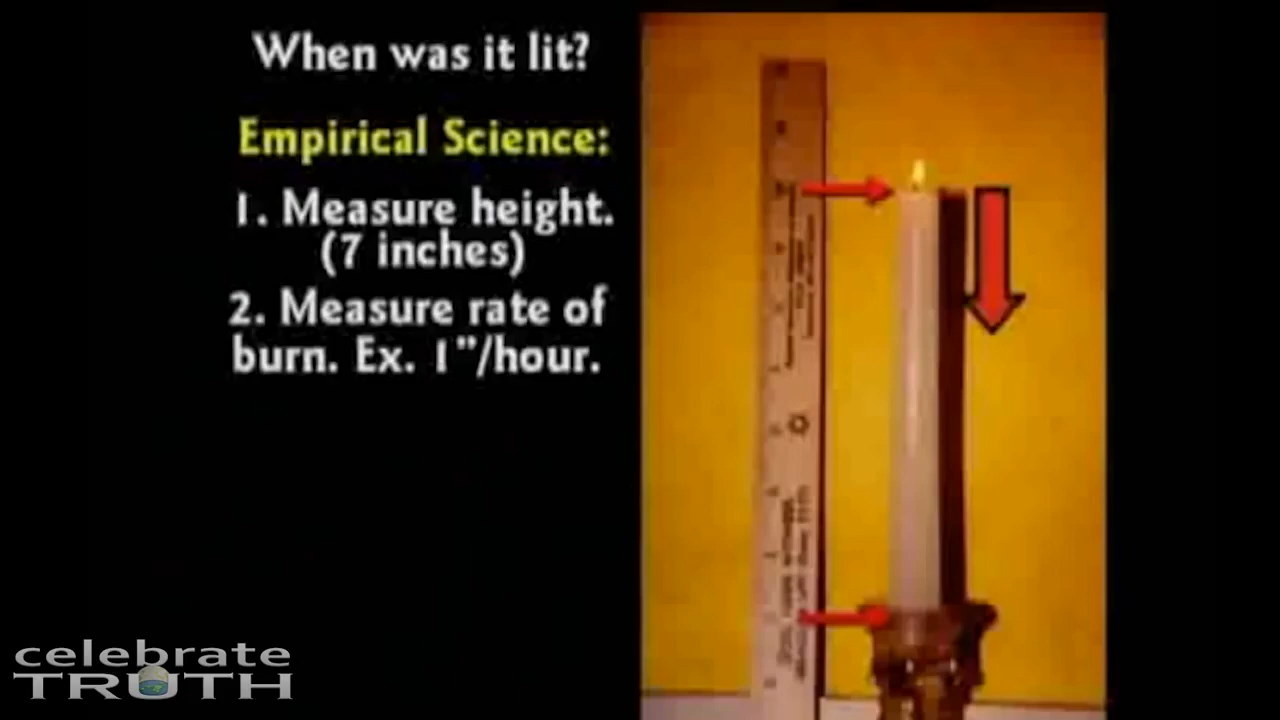 When was it lit?
Empirical Science:
1. Measure height.
(7 inches)
2. Measure rate of
burn. Ex. 1"/hour.
celebrate
TRUTH